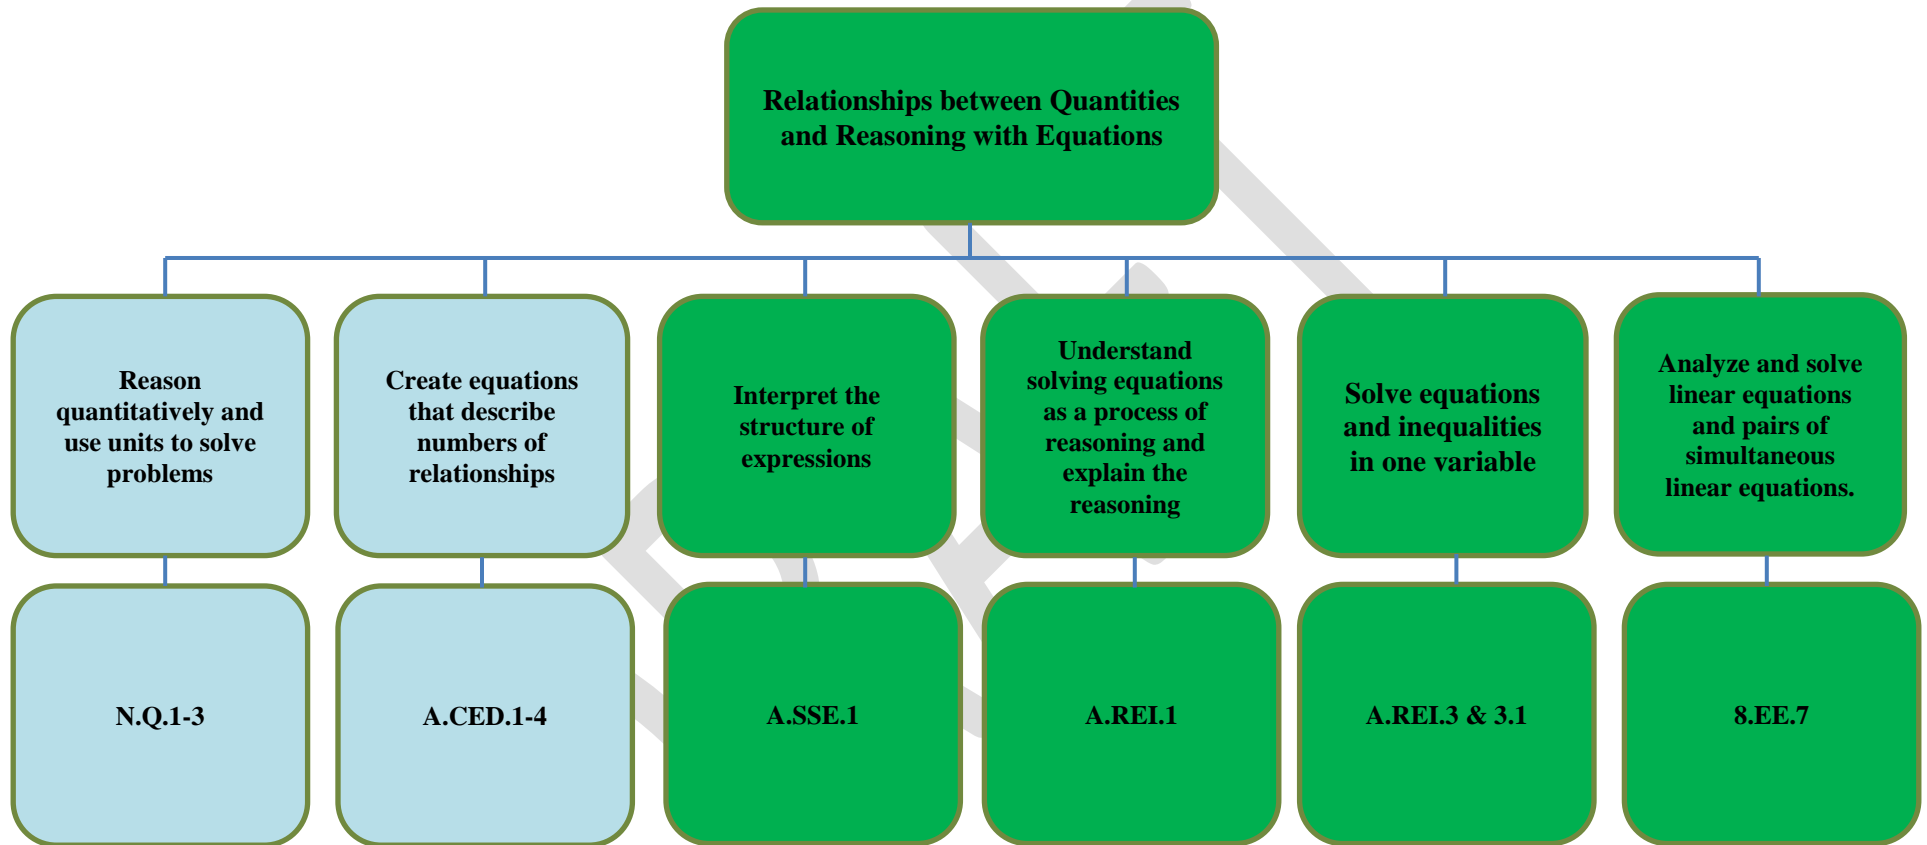 Relationships between Quantities
and Reasoning with Equations
Reason
quantitatively and
use units to solve
problems
Create equations
that describe
numbers of
relationships
Interpret the
structure of
expressions
Understand
solving equations
as a process of
reasoning and
explain the
reasoning
Solve equations
and inequalities
in one variable
Analyze and solve
linear equations
and pairs of
simultaneous
linear equations.
N.Q.1-3
A.CED.1-4
A.SSE.1
A.REI.1
A.REI.3 & 3.1
8.EE.7